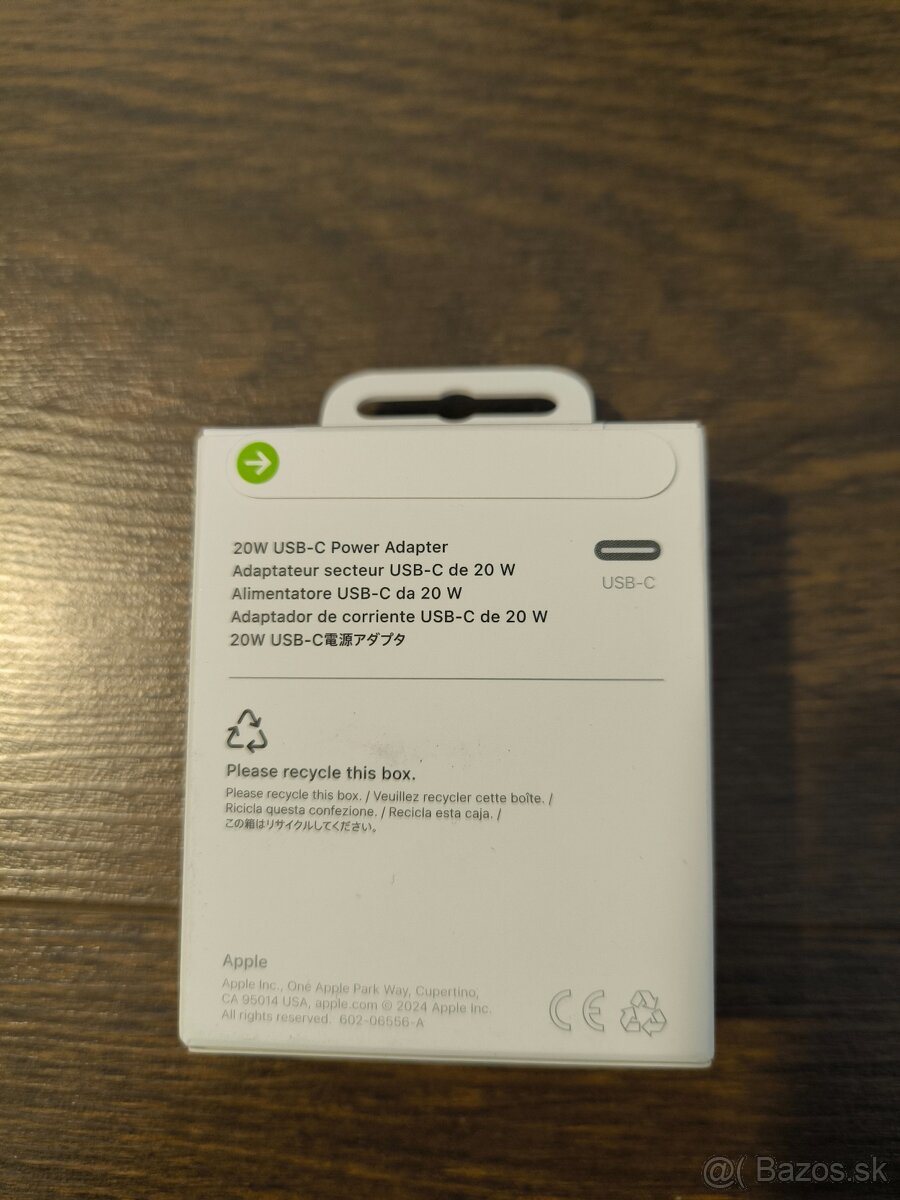 20W USB-C Power Adapter
Adaptateur secteur USB-C de 20 W
Alimentatore USB-C da 20 W
Adaptador de corriente USB-C de 20 W
20W USB-C電源アダプタ
USB-C
Please recycle this box.
Please recycle this box. / Veuillez recycler cette boîte. /
Ricicla questa confezione. / Recicla esta caja. /
この箱はリサイクルしてください。
Apple
Apple Inc., One Apple Park Way, Cupertino,
CA 95014 USA, apple.com © 2024 Apple Inc.
All rights reserved. 602-06556-A
CE
@( Bazos.sk